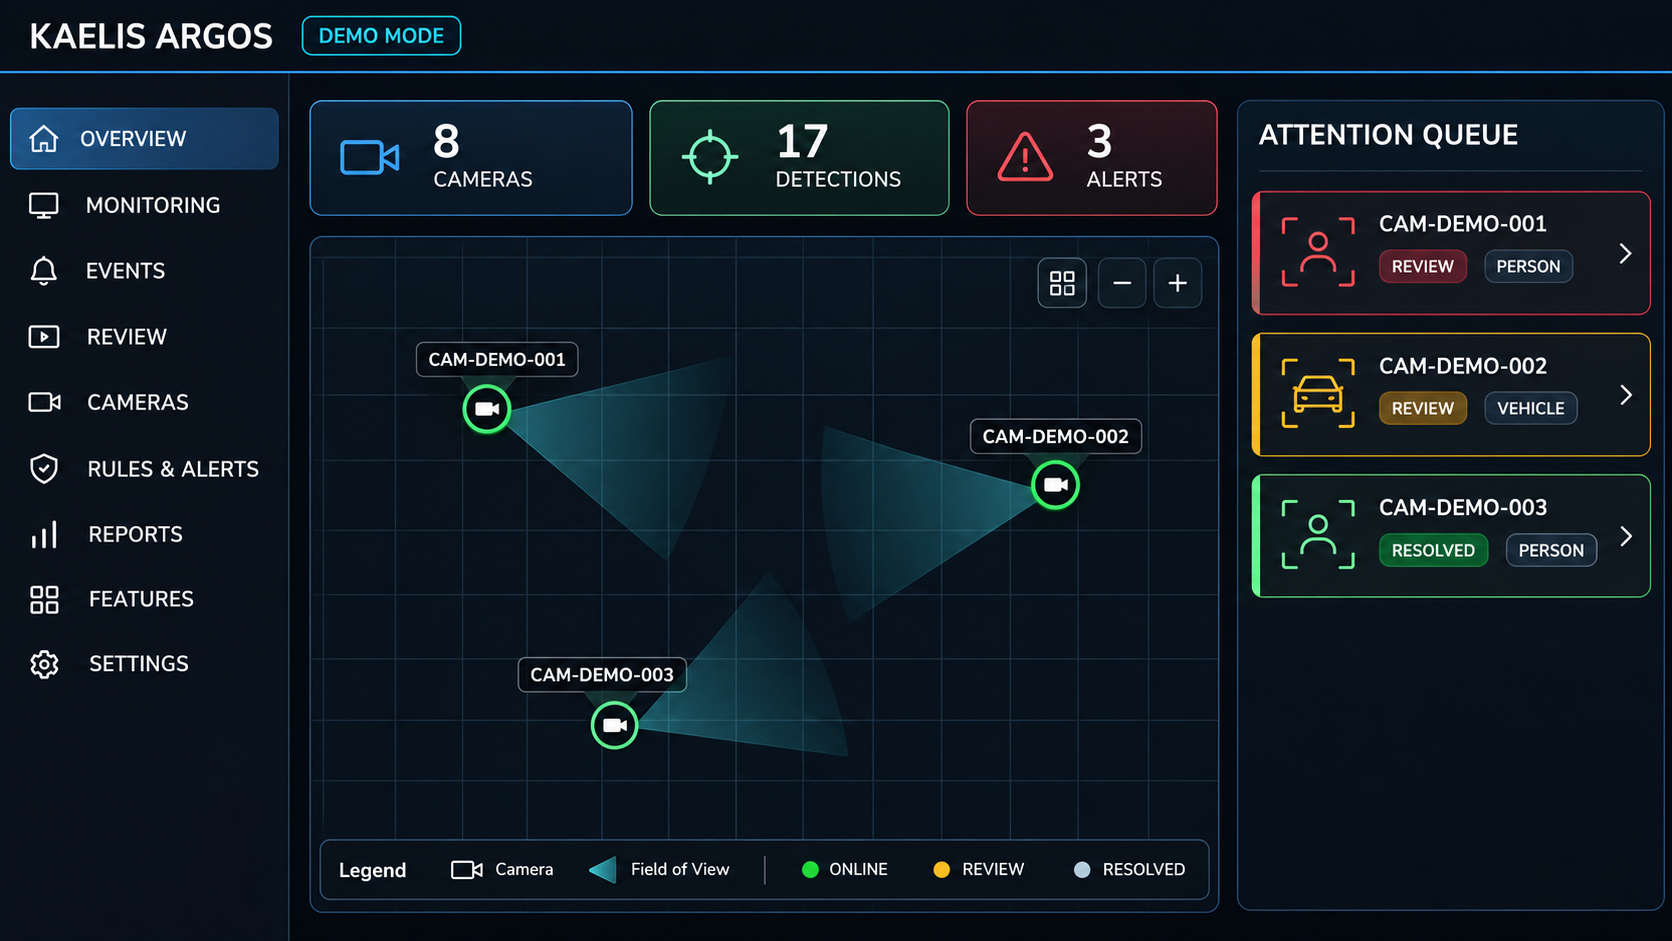 KAELIS ARGOS
DEMO MODE
OVERVIEW
MONITORING
EVENTS
REVIEW
CAMERAS
RULES & ALERTS
REPORTS
FEATURES
SETTINGS
8
CAMERAS
17
DETECTIONS
3
ALERTS
CAM-DEMO-001
CAM-DEMO-002
CAM-DEMO-003
Legend
Camera
Field of View
ONLINE
REVIEW
RESOLVED
ATTENTION QUEUE
CAM-DEMO-001
REVIEW PERSON
CAM-DEMO-002
REVIEW VEHICLE
CAM-DEMO-003
RESOLVED PERSON